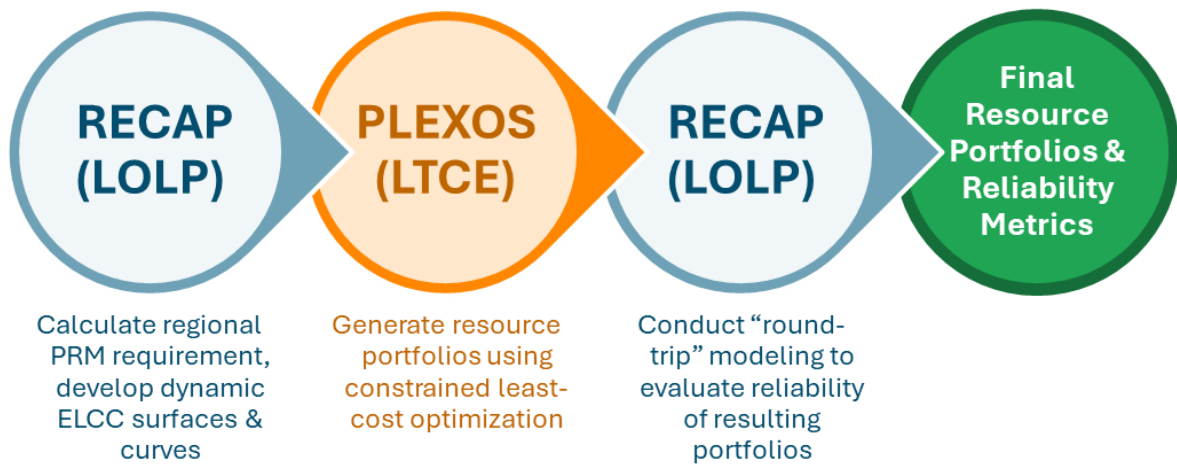 RECAP
(LOLP)
PLEXOS
(LTCE)
RECAP
(LOLP)
Final
Resource
Portfolios &
Reliability
Metrics
Calculate regional
PRM requirement,
develop dynamic
ELCC surfaces &
curves
Generate resource
portfolios using
constrained least-
cost optimization
Conduct “round-
trip” modeling to
evaluate reliability
of resulting
portfolios